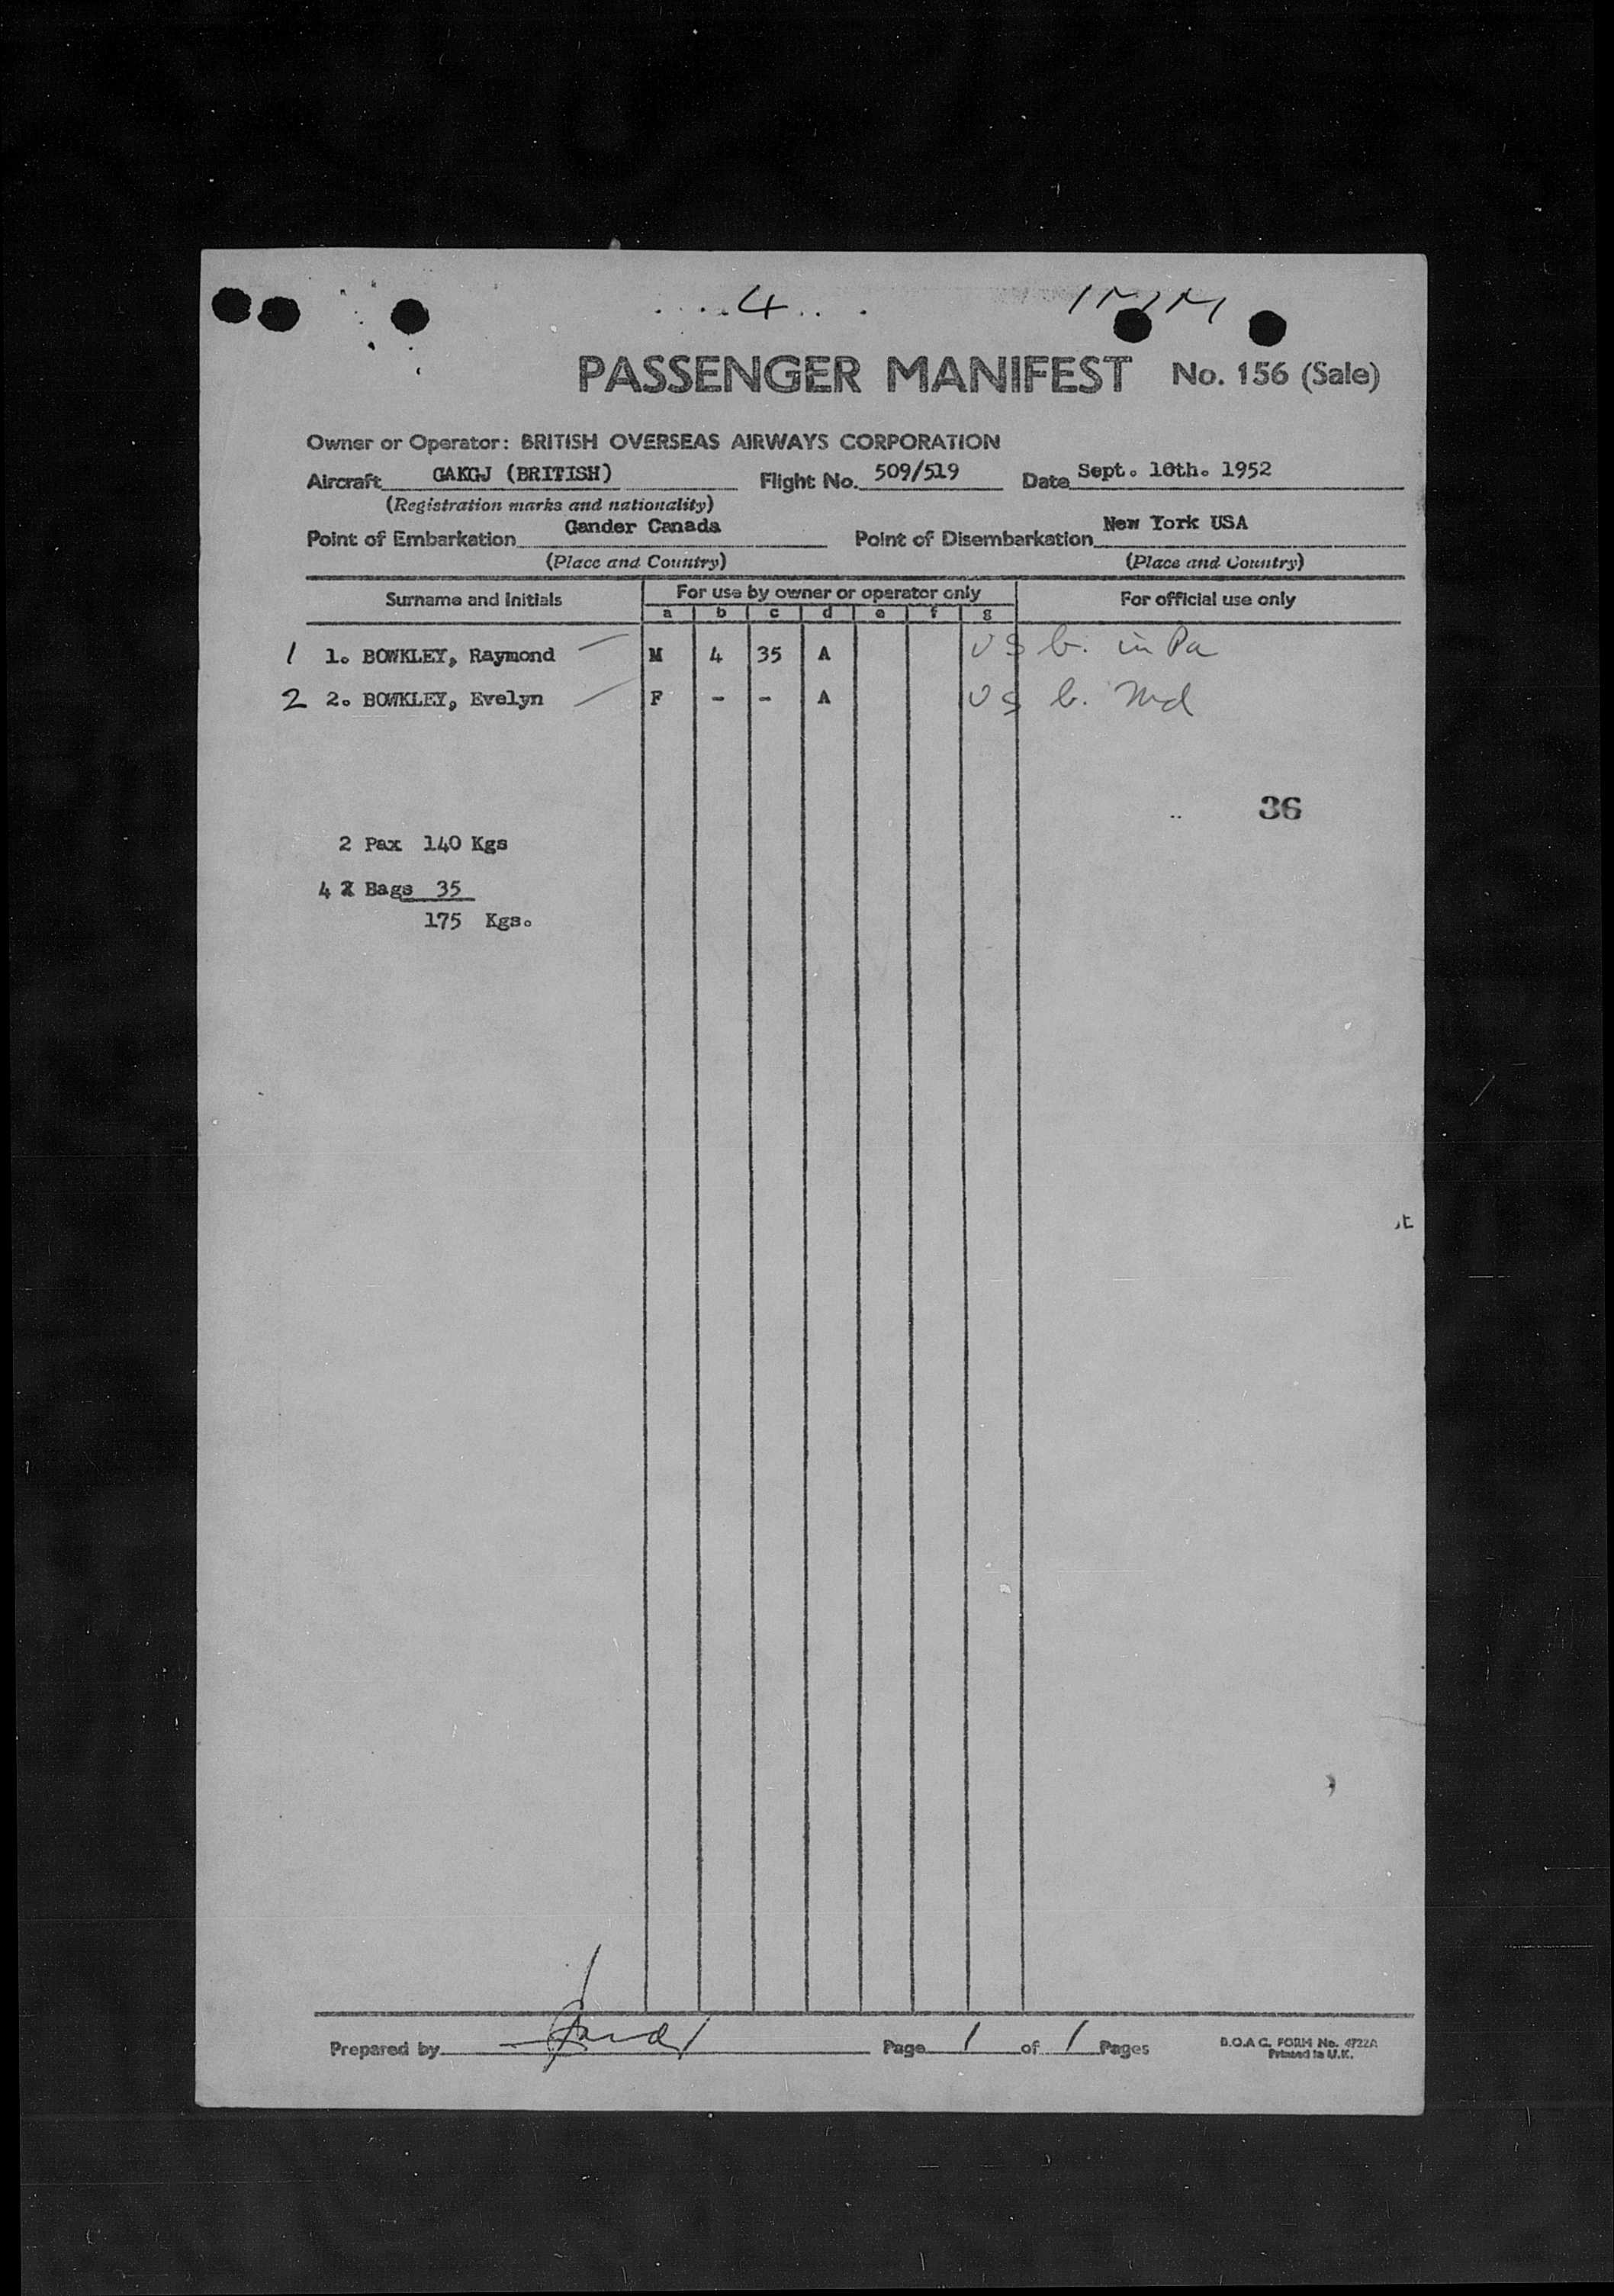 4
PASSENGER MANIFEST No. 156 (Sale)
Owner or Operator: BRITISH OVERSEAS AIRWAYS CORPORATION
Aircraft GAKGJ (BRITISH) Flight No. 509/519 Date Sept. 10th. 1952
(Registration marks and nationality)
Point of Embarkation Gander Canada Point of Disembarkation New York USA
(Place and Country) (Place and Country)
Surname and Initials For use by owner or operator only For official use only
a b c d e f g
1 1. BOWKLEY, Raymond M 4 35 A US b. in Pa
2 2. BOWKLEY, Evelyn F - - A US b. Md
36
2 Pax 140 Kgs
4 Bags 35
175 Kgs.
Prepared by Page 1 of 1 Pages B.O.A C. FORM No. 4722A
Printed in U.K.